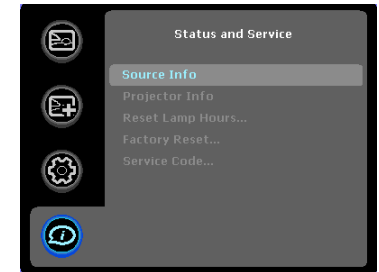 Status and Service
Source Info
Projector Info
Reset Lamp Hours...
Factory Reset...
Service Code...